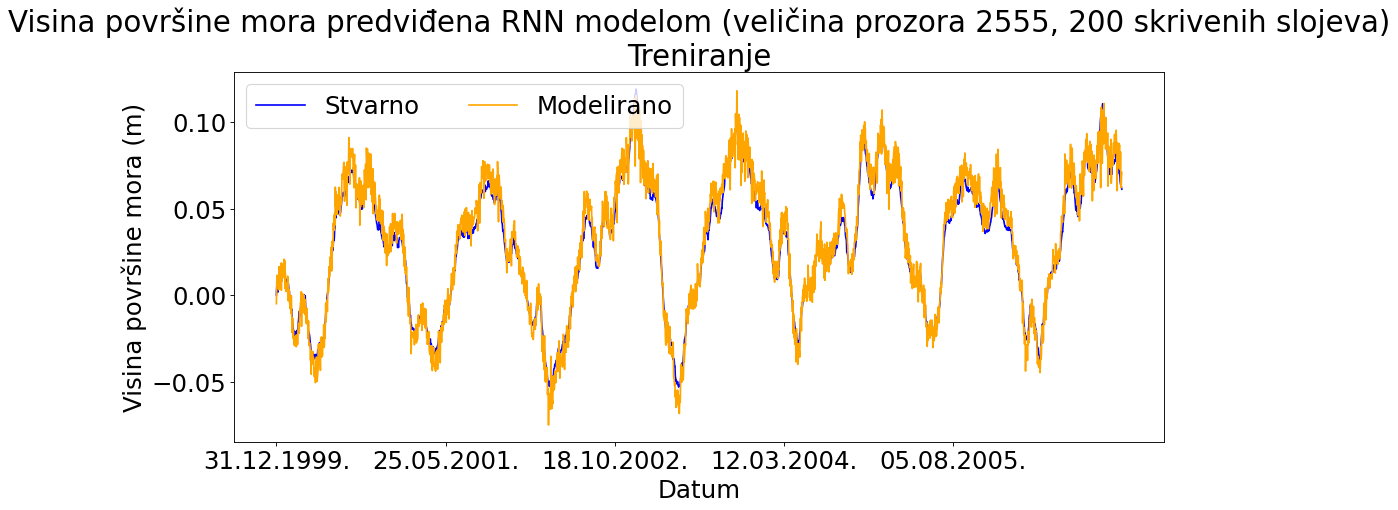 Visina površine mora predviđena RNN modelom (veličina prozora 2555, 200 skrivenih slojeva)
Treniranje
Stvarno Modelirano
Visina površine mora (m)
0.10
0.05
0.00
−0.05
31.12.1999. 25.05.2001. 18.10.2002. 12.03.2004. 05.08.2005.
Datum